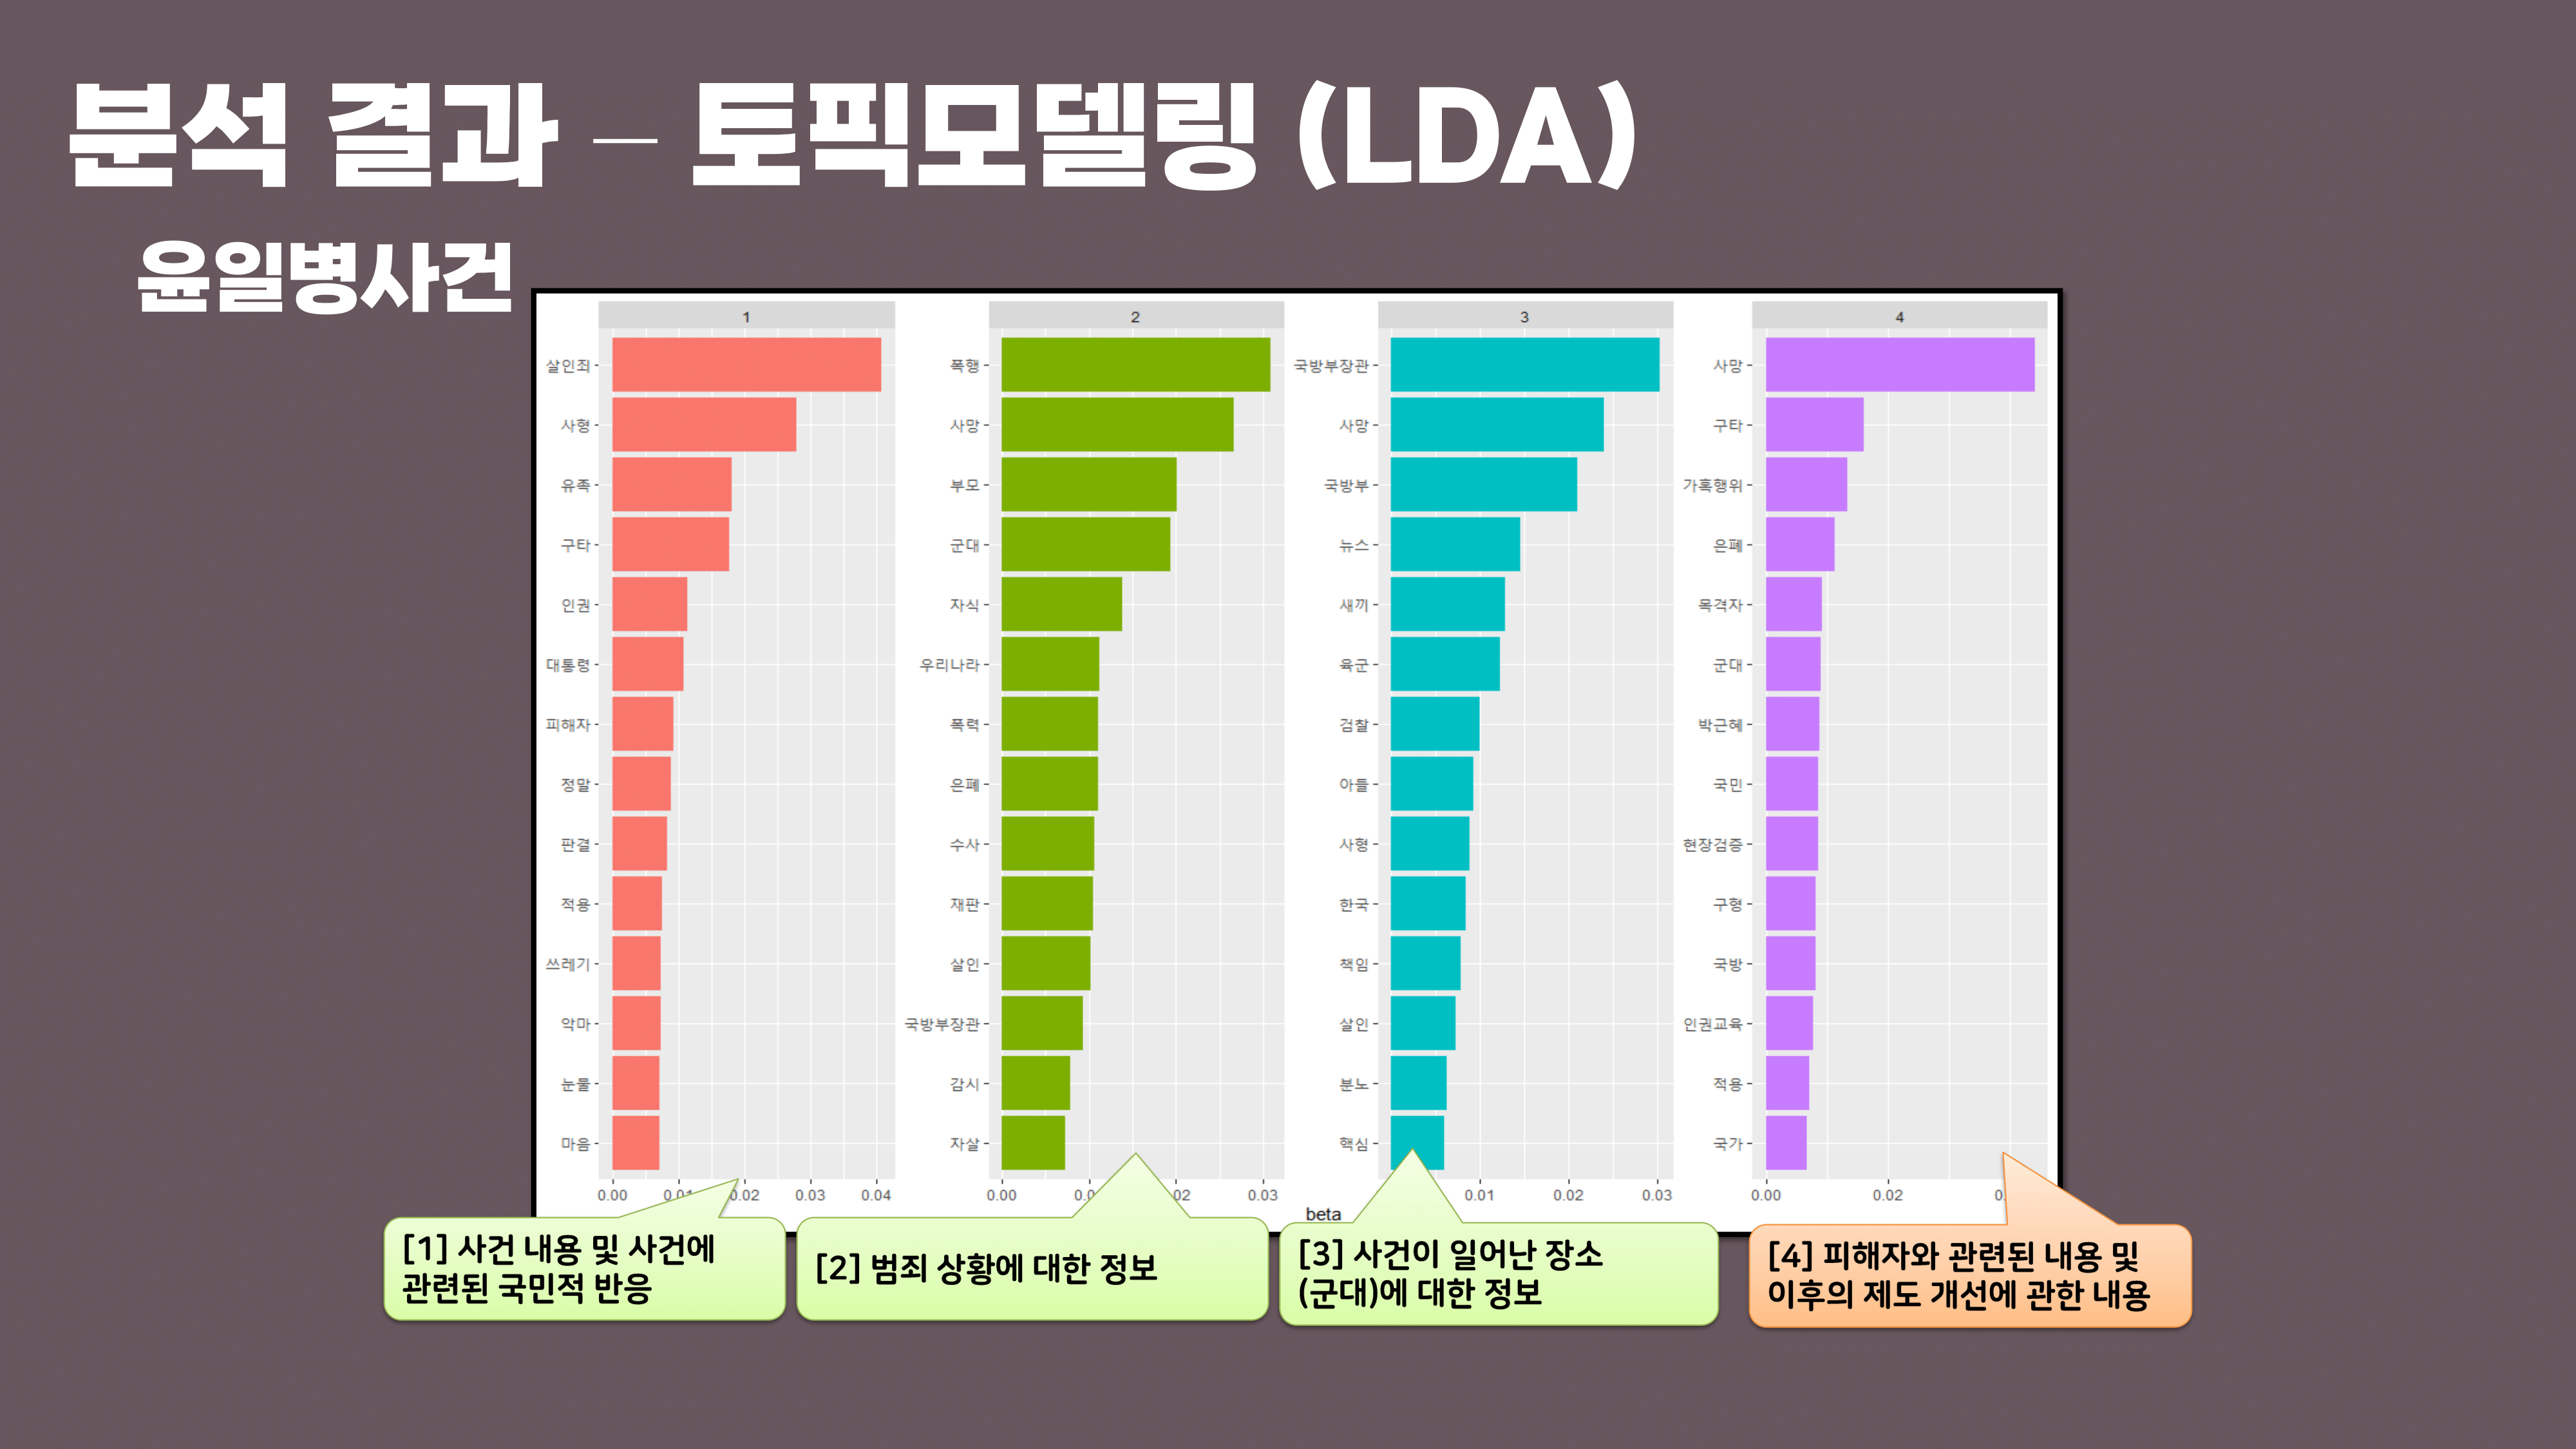 분석 결과 – 토픽모델링 (LDA)
윤일병사건
1
살인죄
사형
유족
구타
인권
대통령
피해자
정말
판결
적용
쓰레기
악마
눈물
마음
0.00 0.01 0.02 0.03 0.04
2
폭행
사망
부모
군대
자식
우리나라
폭력
은폐
수사
재판
살인
국방부장관
감시
자살
0.00 0.03
3
국방부장관
사망
국방부
뉴스
새끼
육군
검찰
아들
사형
한국
책임
살인
분노
핵심
0.01 0.02 0.03
4
사망
구타
가혹행위
은폐
목격자
군대
박근혜
국민
현장검증
구형
국방
인권교육
적용
국가
0.00 0.02
beta
[1] 사건 내용 및 사건에
관련된 국민적 반응
[2] 범죄 상황에 대한 정보
[3] 사건이 일어난 장소
(군대)에 대한 정보
[4] 피해자와 관련된 내용 및
이후의 제도 개선에 관한 내용